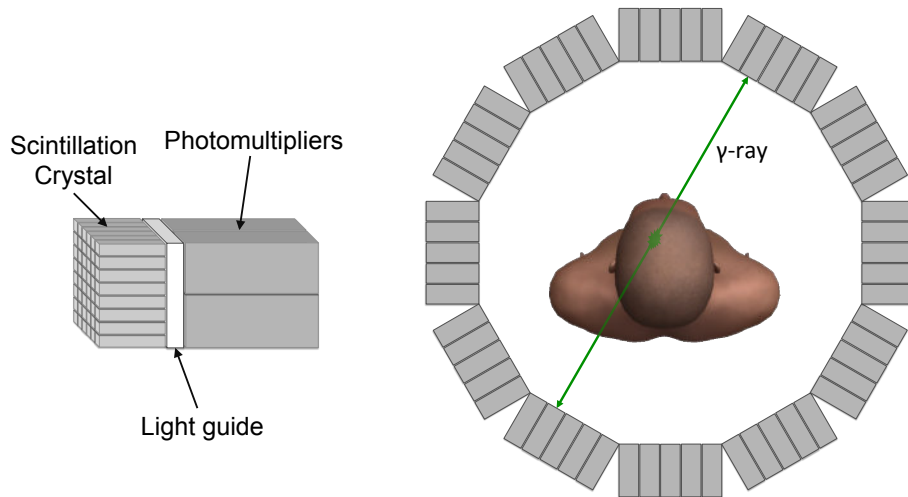 Scintillation
Crystal
Photomultipliers
Light guide
γ-ray